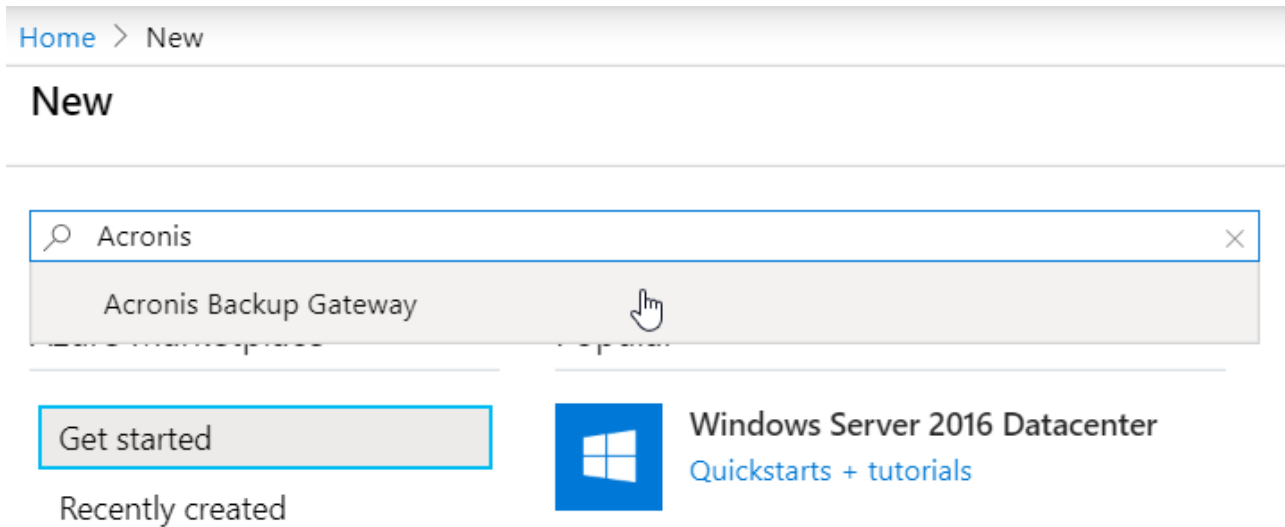 Home > New
New
Acronis
Acronis Backup Gateway
Get started
Recently created
Windows Server 2016 Datacenter
Quickstarts + tutorials